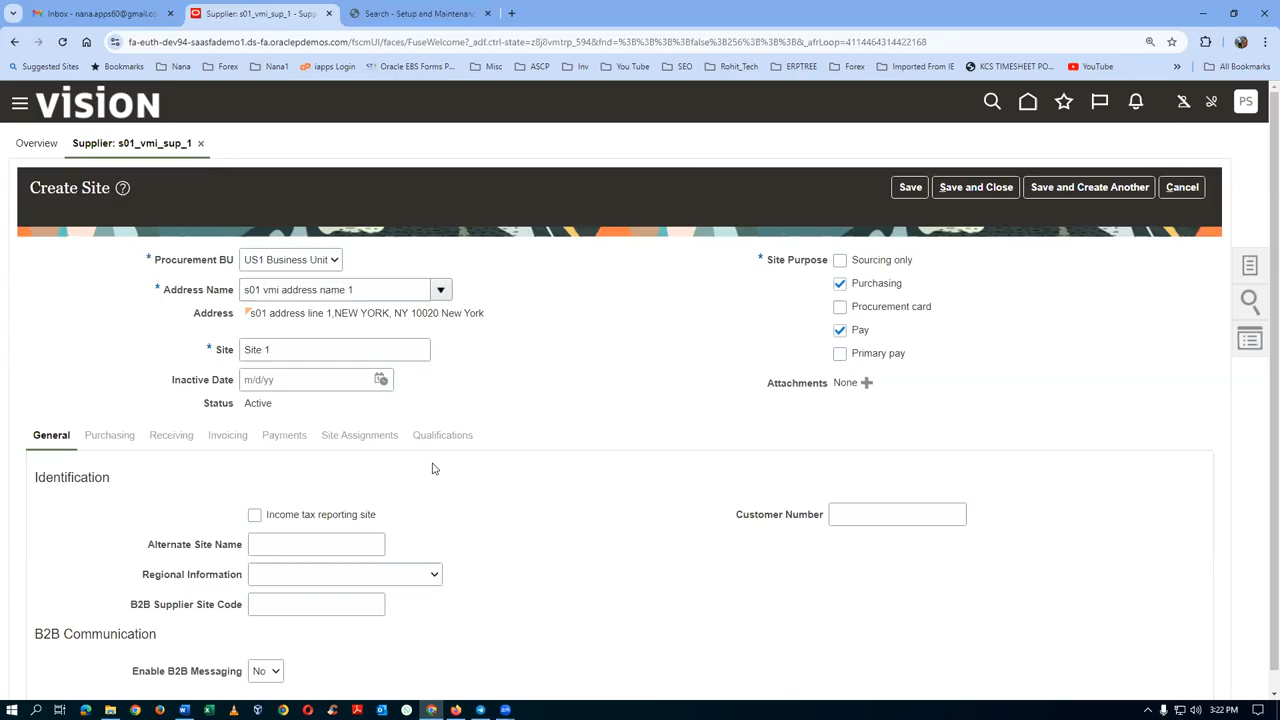 Inbox - nana.apps60@gmail.co
Supplier: s01_vmi_sup_1 - Supp
Search - Setup and Maintenance
fa-euth-dev94-saasfademo1.ds-fa.oraclepdemos.com/fscmUI/faces/FuseWelcome?_adf.ctrl-state=z8j8vmtrp_594&fnd=%3B%3B%3B%3Bfalse%3B256%3B%3B%3B&_afrLoop=4114464314422168
Suggested Sites Bookmarks Nana Forex Nana1 iapps Login Oracle EBS Forms P... Misc ASCP Inv You Tube SEO Rohit_Tech ERPTREE Forex Imported From IE KCS TIMESHEET PO... YouTube » All Bookmarks
VISION
PS
Overview Supplier: s01_vmi_sup_1 ×
Create Site ?
Save Save and Close Save and Create Another Cancel
* Procurement BU US1 Business Unit
* Address Name s01 vmi address name 1
Address s01 address line 1,NEW YORK, NY 10020 New York
* Site Site 1
Inactive Date m/d/yy
Status Active
* Site Purpose Sourcing only
Purchasing
Procurement card
Pay
Primary pay
Attachments None
General Purchasing Receiving Invoicing Payments Site Assignments Qualifications
Identification
Income tax reporting site
Customer Number
Alternate Site Name
Regional Information
B2B Supplier Site Code
B2B Communication
Enable B2B Messaging No
3:22 PM